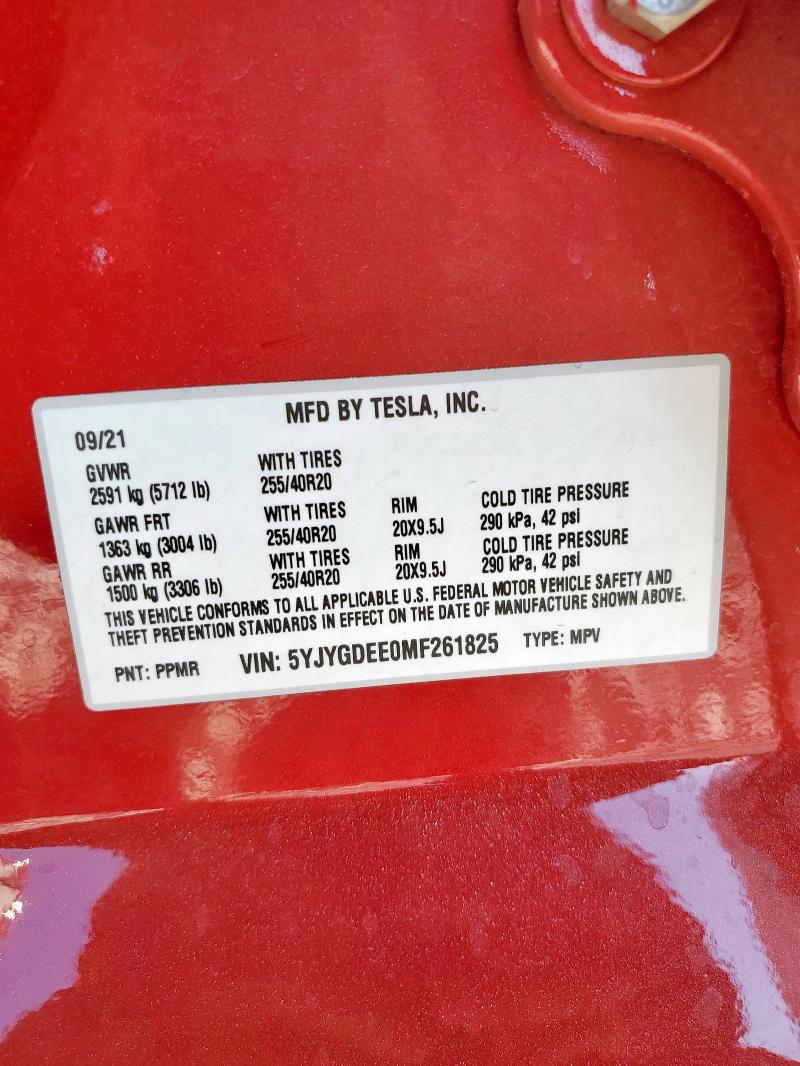 MFD BY TESLA, INC.
09/21
GVWR WITH TIRES
2591 kg (5712 lb) 255/40R20
GAWR FRT WITH TIRES RIM COLD TIRE PRESSURE
1363 kg (3004 lb) 255/40R20 20X9.5J 290 kPa, 42 psi
GAWR RR WITH TIRES RIM COLD TIRE PRESSURE
1500 kg (3306 lb) 255/40R20 20X9.5J 290 kPa, 42 psi
THIS VEHICLE CONFORMS TO ALL APPLICABLE U.S. FEDERAL MOTOR VEHICLE SAFETY AND
THEFT PREVENTION STANDARDS IN EFFECT ON THE DATE OF MANUFACTURE SHOWN ABOVE.
PNT: PPMR VIN: 5YJYGDEE0MF261825 TYPE: MPV